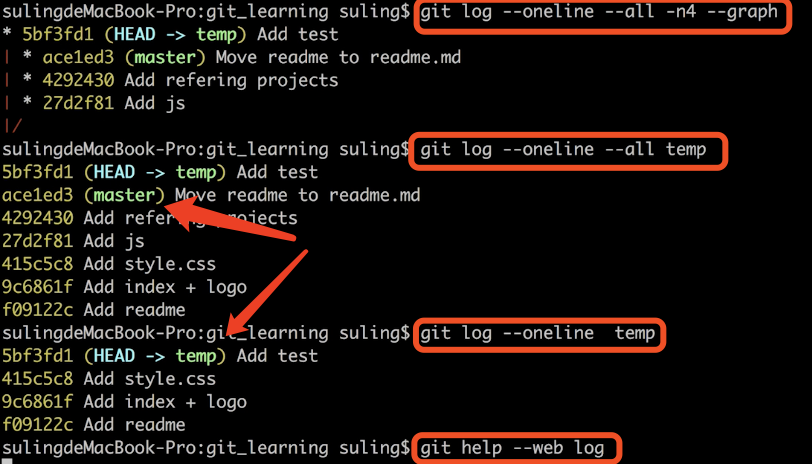 sulingdeMacBook-Pro:git_learning suling$ git log --oneline --all -n4 --graph
* 5bf3fd1 (HEAD -> temp) Add test
| * ace1ed3 (master) Move readme to readme.md
| * 4292430 Add refering projects
| * 27d2f81 Add js
|/
sulingdeMacBook-Pro:git_learning suling$ git log --oneline --all temp
5bf3fd1 (HEAD -> temp) Add test
ace1ed3 (master) Move readme to readme.md
4292430 Add refering projects
27d2f81 Add js
415c5c8 Add style.css
9c6861f Add index + logo
f09122c Add readme
sulingdeMacBook-Pro:git_learning suling$ git log --oneline  temp
5bf3fd1 (HEAD -> temp) Add test
415c5c8 Add style.css
9c6861f Add index + logo
f09122c Add readme
sulingdeMacBook-Pro:git_learning suling$ git help --web log